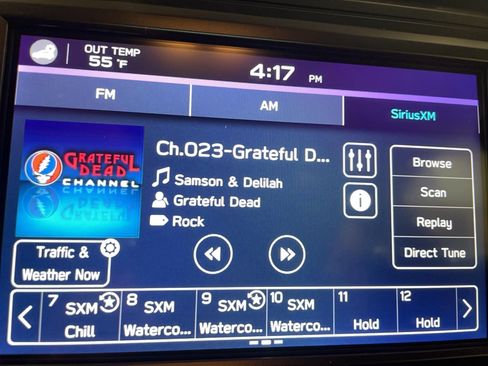 OUT TEMP
55 °F
4:17 PM
FM
AM
SiriusXM
GRATEFUL
DEAD
CHANNEL
Ch.023-Grateful D...
Samson & Delilah
Grateful Dead
Rock
Browse
Scan
Replay
Direct Tune
Traffic &
Weather Now
7 SXM
Chill
8 SXM
Waterco...
9 SXM
Waterco...
10 SXM
Waterco...
11
Hold
12
Hold